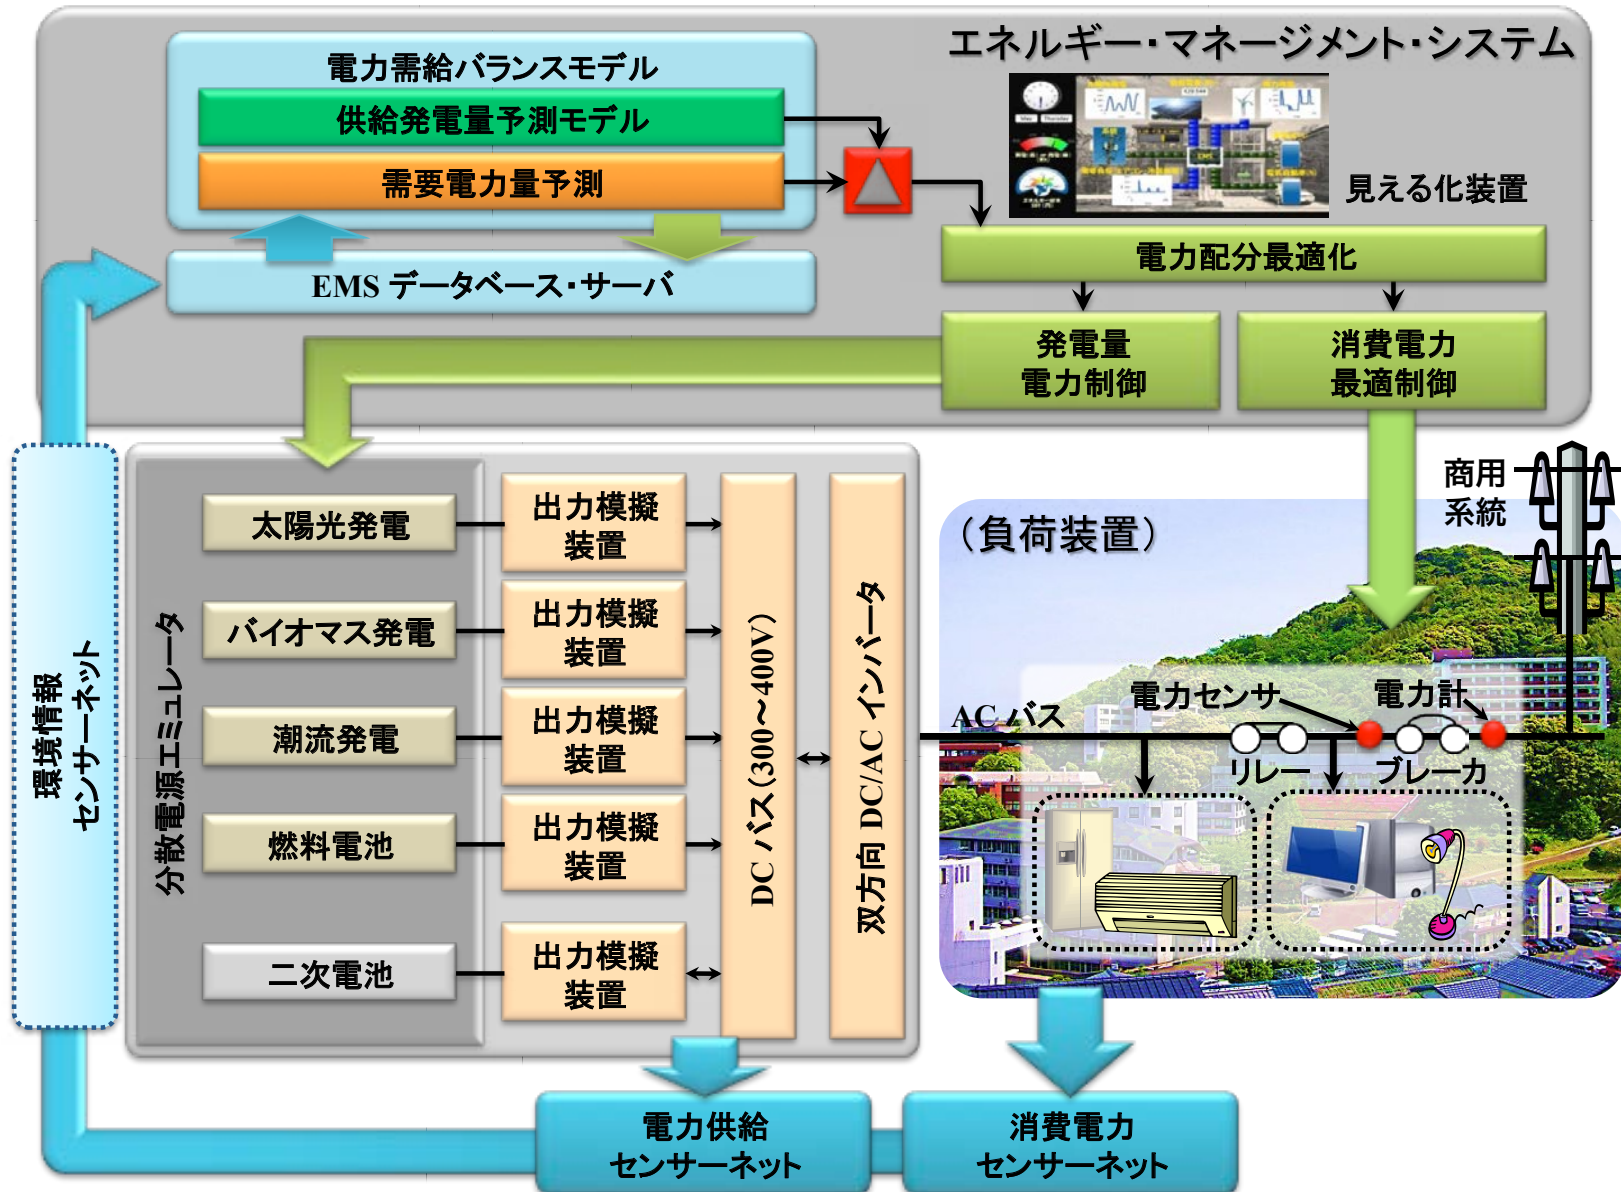 エネルギー・マネージメント・システム
電力需給バランスモデル
供給発電量予測モデル
需要電力量予測
EMS データベース・サーバ
見える化装置
電力配分最適化
発電量
電力制御
消費電力
最適制御
環境情報
センサーネット
分散電源エミュレータ
太陽光発電
バイオマス発電
潮流発電
燃料電池
二次電池
出力模擬
装置
出力模擬
装置
出力模擬
装置
出力模擬
装置
出力模擬
装置
DC バス(300~400V)
双方向 DC/AC インバータ
(負荷装置)
商用
系統
AC バス
電力センサ
電力計
リレー
ブレーカ
電力供給
センサーネット
消費電力
センサーネット